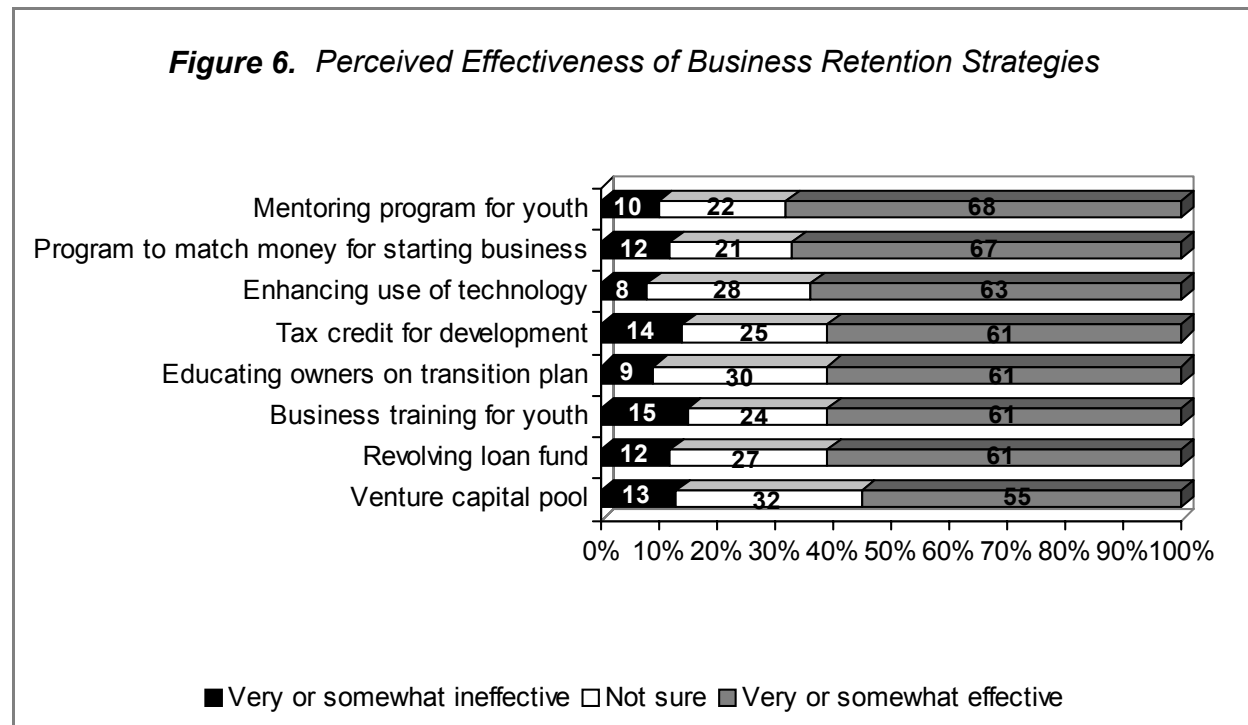 Figure 6. Perceived Effectiveness of Business Retention Strategies
Mentoring program for youth 10 22 68
Program to match money for starting business 12 21 67
Enhancing use of technology 8 28 63
Tax credit for development 14 25 61
Educating owners on transition plan 9 30 61
Business training for youth 15 24 61
Revolving loan fund 12 27 61
Venture capital pool 13 32 55
0% 10% 20% 30% 40% 50% 60% 70% 80% 90% 100%
Very or somewhat ineffective Not sure Very or somewhat effective